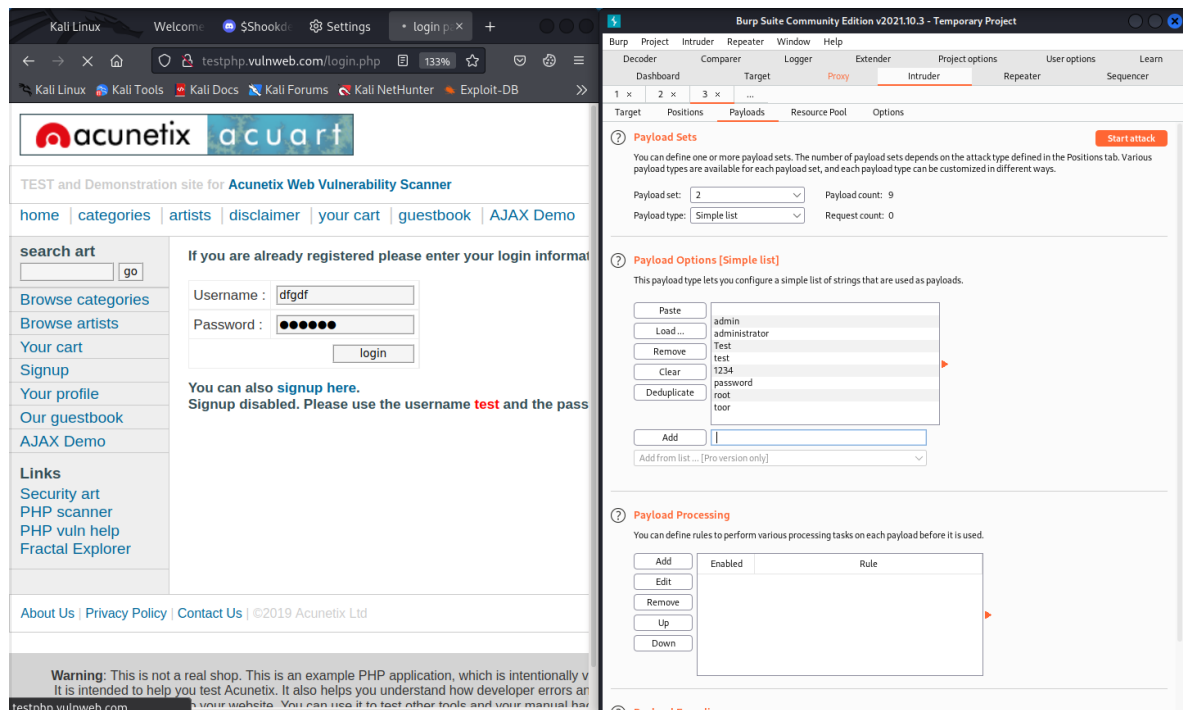 Kali Linux
Welcome
$Shookd
Settings
• login p
testphp.vulnweb.com/login.php
133%
Kali Linux
Kali Tools
Kali Docs
Kali Forums
Kali NetHunter
Exploit-DB
acunetix acuart
TEST and Demonstration site for Acunetix Web Vulnerability Scanner
home | categories | artists | disclaimer | your cart | guestbook | AJAX Demo
search art
go
Browse categories
Browse artists
Your cart
Signup
Your profile
Our guestbook
AJAX Demo
Links
Security art
PHP scanner
PHP vuln help
Fractal Explorer
If you are already registered please enter your login informat
Username : dfgdf
Password : ●●●●●●
login
You can also signup here.
Signup disabled. Please use the username test and the pass
About Us | Privacy Policy | Contact Us | ©2019 Acunetix Ltd
Warning: This is not a real shop. This is an example PHP application, which is intentionally v
It is intended to help you test Acunetix. It also helps you understand how developer errors an
your website. You can use it to test other tools and your manual hac
testphp.vulnweb.com
Burp Suite Community Edition v2021.10.3 - Temporary Project
Burp Project Intruder Repeater Window Help
Decoder Comparer Logger Extender Project options User options Learn
Dashboard Target Proxy Intruder Repeater Sequencer
1 × 2 × 3 × ...
Target Positions Payloads Resource Pool Options
? Payload Sets
Start attack
You can define one or more payload sets. The number of payload sets depends on the attack type defined in the Positions tab. Various
payload types are available for each payload set, and each payload type can be customized in different ways.
Payload set: 2 Payload count: 9
Payload type: Simple list Request count: 0
? Payload Options [Simple list]
This payload type lets you configure a simple list of strings that are used as payloads.
Paste
Load ...
Remove
Clear
Deduplicate
admin
administrator
Test
test
1234
password
root
toor
Add
Add from list ... [Pro version only]
? Payload Processing
You can define rules to perform various processing tasks on each payload before it is used.
Add
Edit
Remove
Up
Down
Enabled Rule